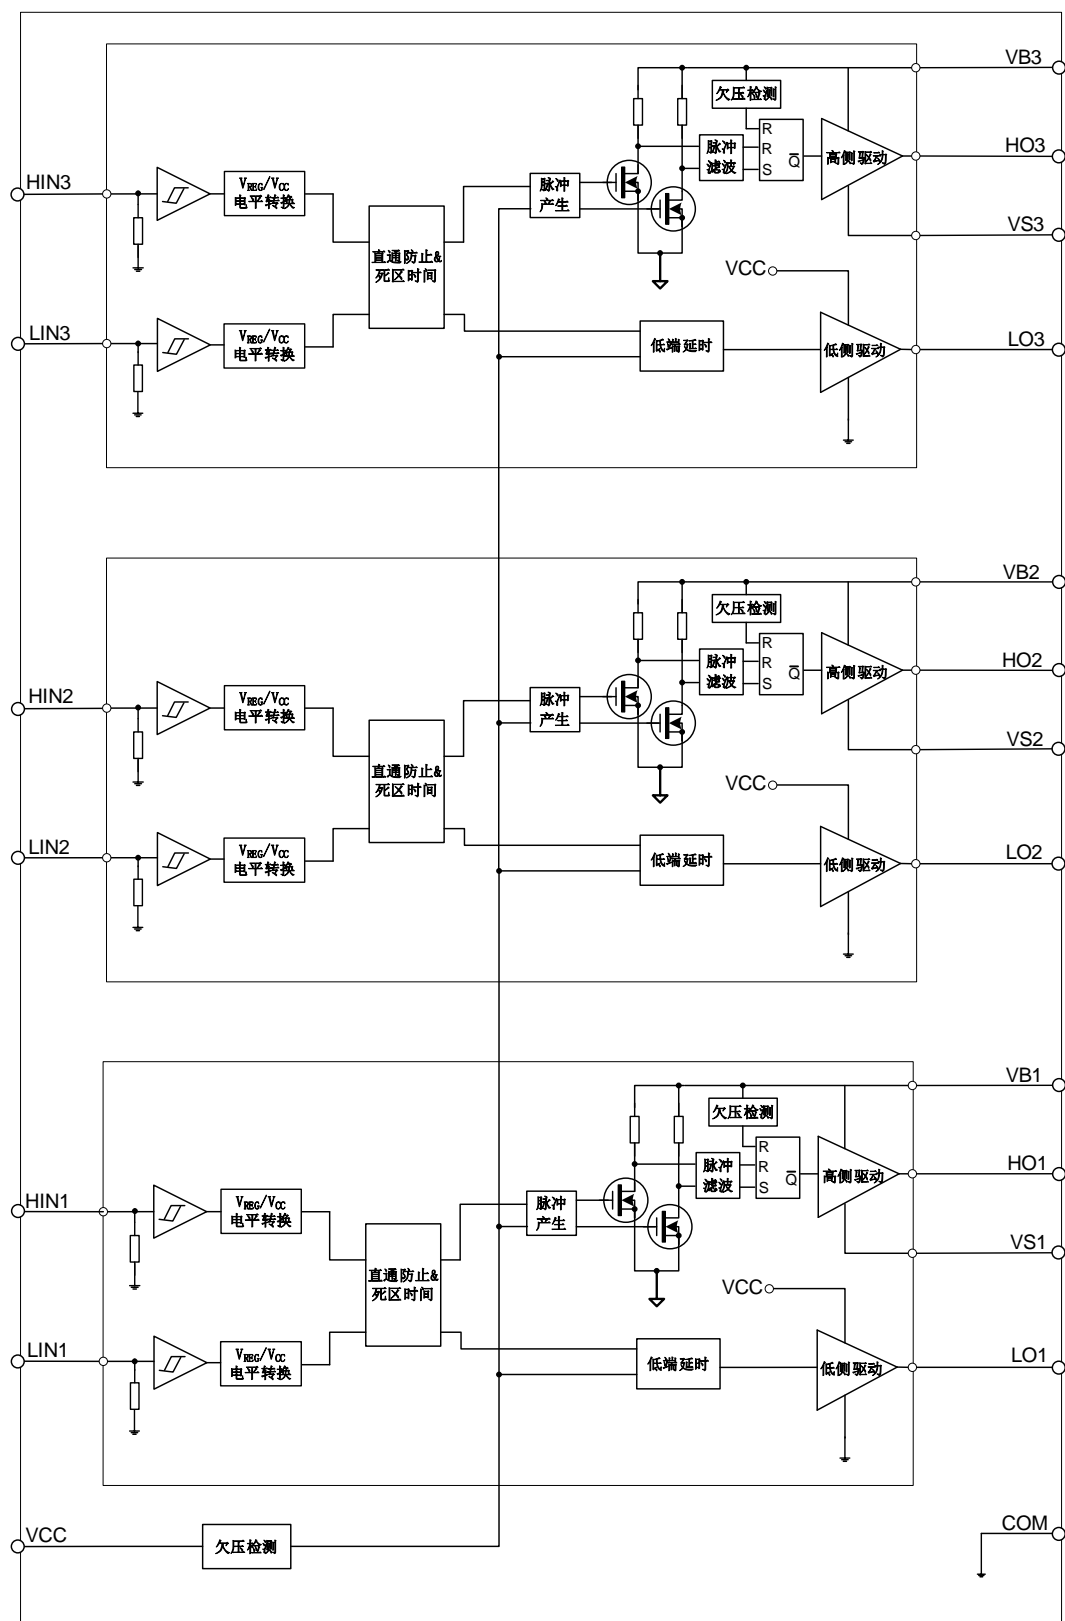 VB3
欠压检测
R
HO3
脉冲
滤波
R
Q
S
高侧驱动
HIN3
VREG/VCC
电平转换
脉冲
产生
直通防止&
死区时间
VS3
VCC
LIN3
VREG/VCC
电平转换
低端延时
低侧驱动
LO3
VB2
欠压检测
R
HO2
脉冲
滤波
R
Q
S
高侧驱动
HIN2
VREG/VCC
电平转换
脉冲
产生
直通防止&
死区时间
VS2
VCC
LIN2
VREG/VCC
电平转换
低端延时
低侧驱动
LO2
VB1
欠压检测
R
HO1
脉冲
滤波
R
Q
S
高侧驱动
HIN1
VREG/VCC
电平转换
脉冲
产生
直通防止&
死区时间
VS1
VCC
LIN1
VREG/VCC
电平转换
低端延时
低侧驱动
LO1
VCC
欠压检测
COM